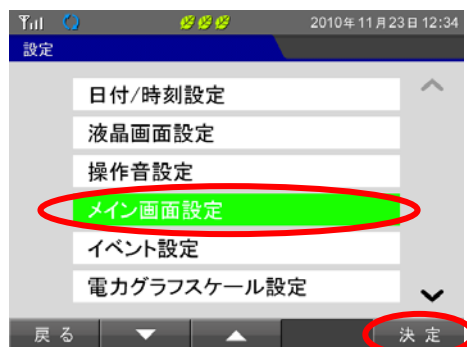 2010年11月23日 12:34
設定
日付/時刻設定
液晶画面設定
操作音設定
メイン画面設定
イベント設定
電力グラフスケール設定
戻る 決定